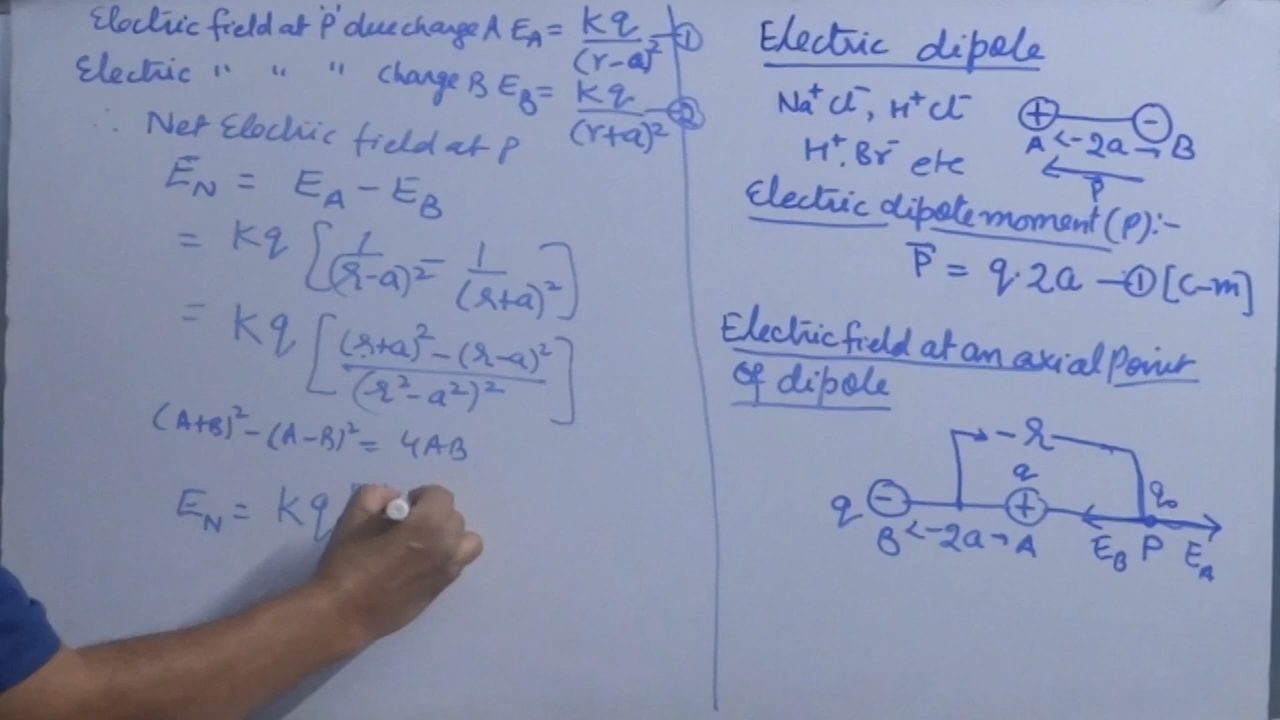 Electric field at 'P' due charge A E_A = Kq/(r-a)² —①
Electric " " " charge B E_B = Kq/(r+a)² —②
∴ Net Electric field at P
E_N = E_A - E_B
= Kq [1/(r-a)² - 1/(r+a)²]
= Kq [((r+a)² - (r-a)²)/(r²-a²)²]
(A+B)² - (A-B)² = 4AB
E_N = Kq
Electric dipole
Na⁺Cl⁻, H⁺Cl⁻
H⁺.Br⁻ etc
+ -
A <-2a→ B
P
Electric dipole moment (P):-
P = q.2a —① [C-m]
Electric field at an axial Point
of dipole
r
q
q - + q₀
B <-2a→ A E_B P E_A